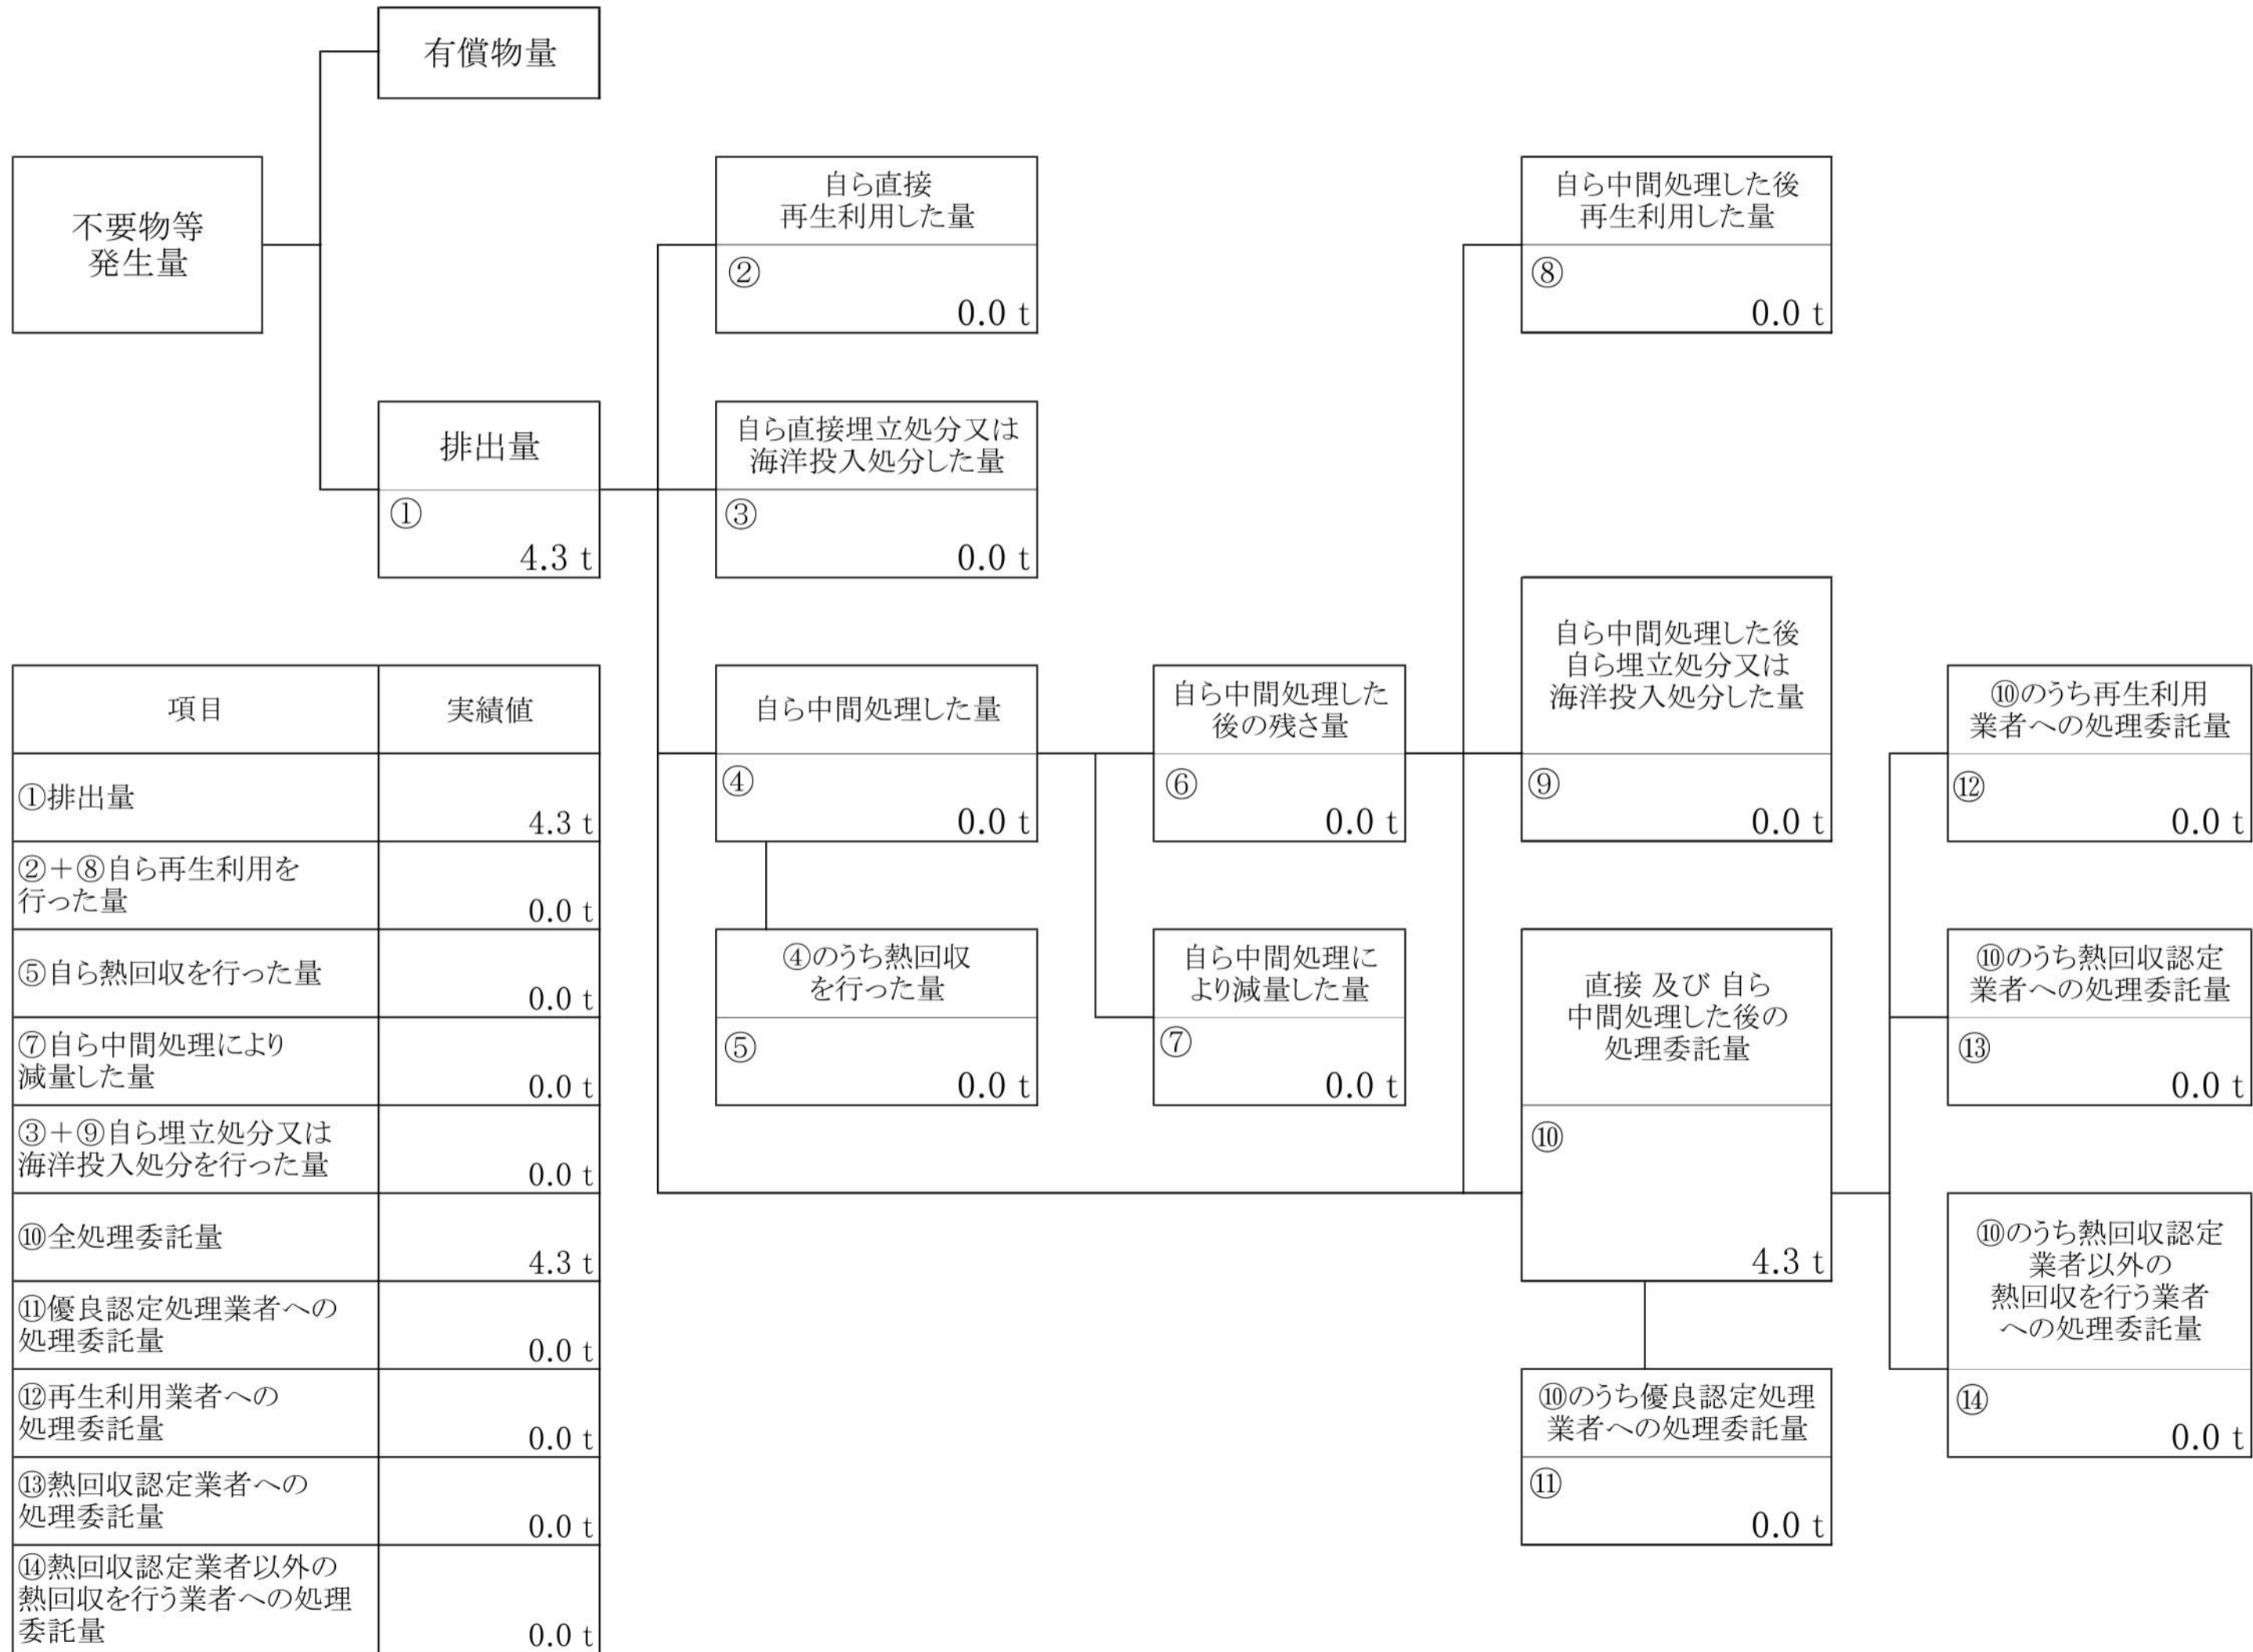 有償物量
不要物等
発生量
自ら直接
再生利用した量
②
0.0 t
自ら中間処理した後
再生利用した量
⑧
0.0 t
排出量
①
4.3 t
自ら直接埋立処分又は
海洋投入処分した量
③
0.0 t
自ら中間処理した量
④
0.0 t
自ら中間処理した
後の残さ量
⑥
0.0 t
自ら中間処理した後
自ら埋立処分又は
海洋投入処分した量
⑨
0.0 t
⑩のうち再生利用
業者への処理委託量
⑫
0.0 t
④のうち熱回収
を行った量
⑤
0.0 t
自ら中間処理に
より減量した量
⑦
0.0 t
直接 及び 自ら
中間処理した後の
処理委託量
⑩
4.3 t
⑩のうち熱回収認定
業者への処理委託量
⑬
0.0 t
⑩のうち熱回収認定
業者以外の
熱回収を行う業者
への処理委託量
⑭
0.0 t
⑩のうち優良認定処理
業者への処理委託量
⑪
0.0 t
項目 実績値
①排出量
4.3 t
②＋⑧自ら再生利用を
行った量
0.0 t
⑤自ら熱回収を行った量
0.0 t
⑦自ら中間処理により
減量した量
0.0 t
③＋⑨自ら埋立処分又は
海洋投入処分を行った量
0.0 t
⑩全処理委託量
4.3 t
⑪優良認定処理業者への
処理委託量
0.0 t
⑫再生利用業者への
処理委託量
0.0 t
⑬熱回収認定業者への
処理委託量
0.0 t
⑭熱回収認定業者以外の
熱回収を行う業者への処理
委託量
0.0 t